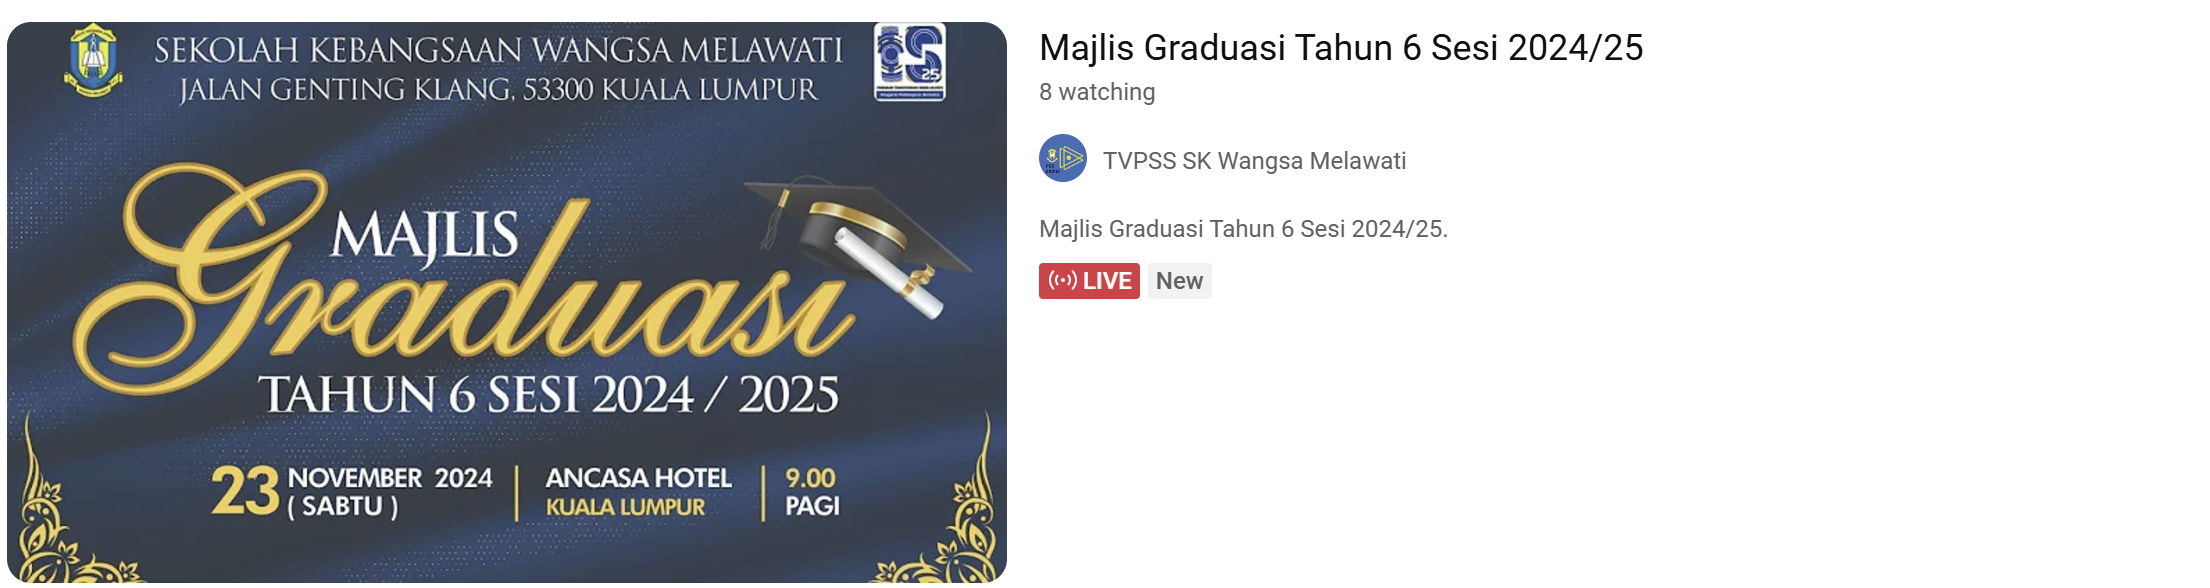 SEKOLAH KEBANGSAAN WANGSA MELAWATI
JALAN GENTING KLANG, 53300 KUALA LUMPUR
25
MAJLIS
Graduasi
TAHUN 6 SESI 2024 / 2025
23 NOVEMBER 2024
( SABTU )
ANCASA HOTEL
KUALA LUMPUR
9.00
PAGI
Majlis Graduasi Tahun 6 Sesi 2024/25
8 watching
TVPSS SK Wangsa Melawati
Majlis Graduasi Tahun 6 Sesi 2024/25.
LIVE
New